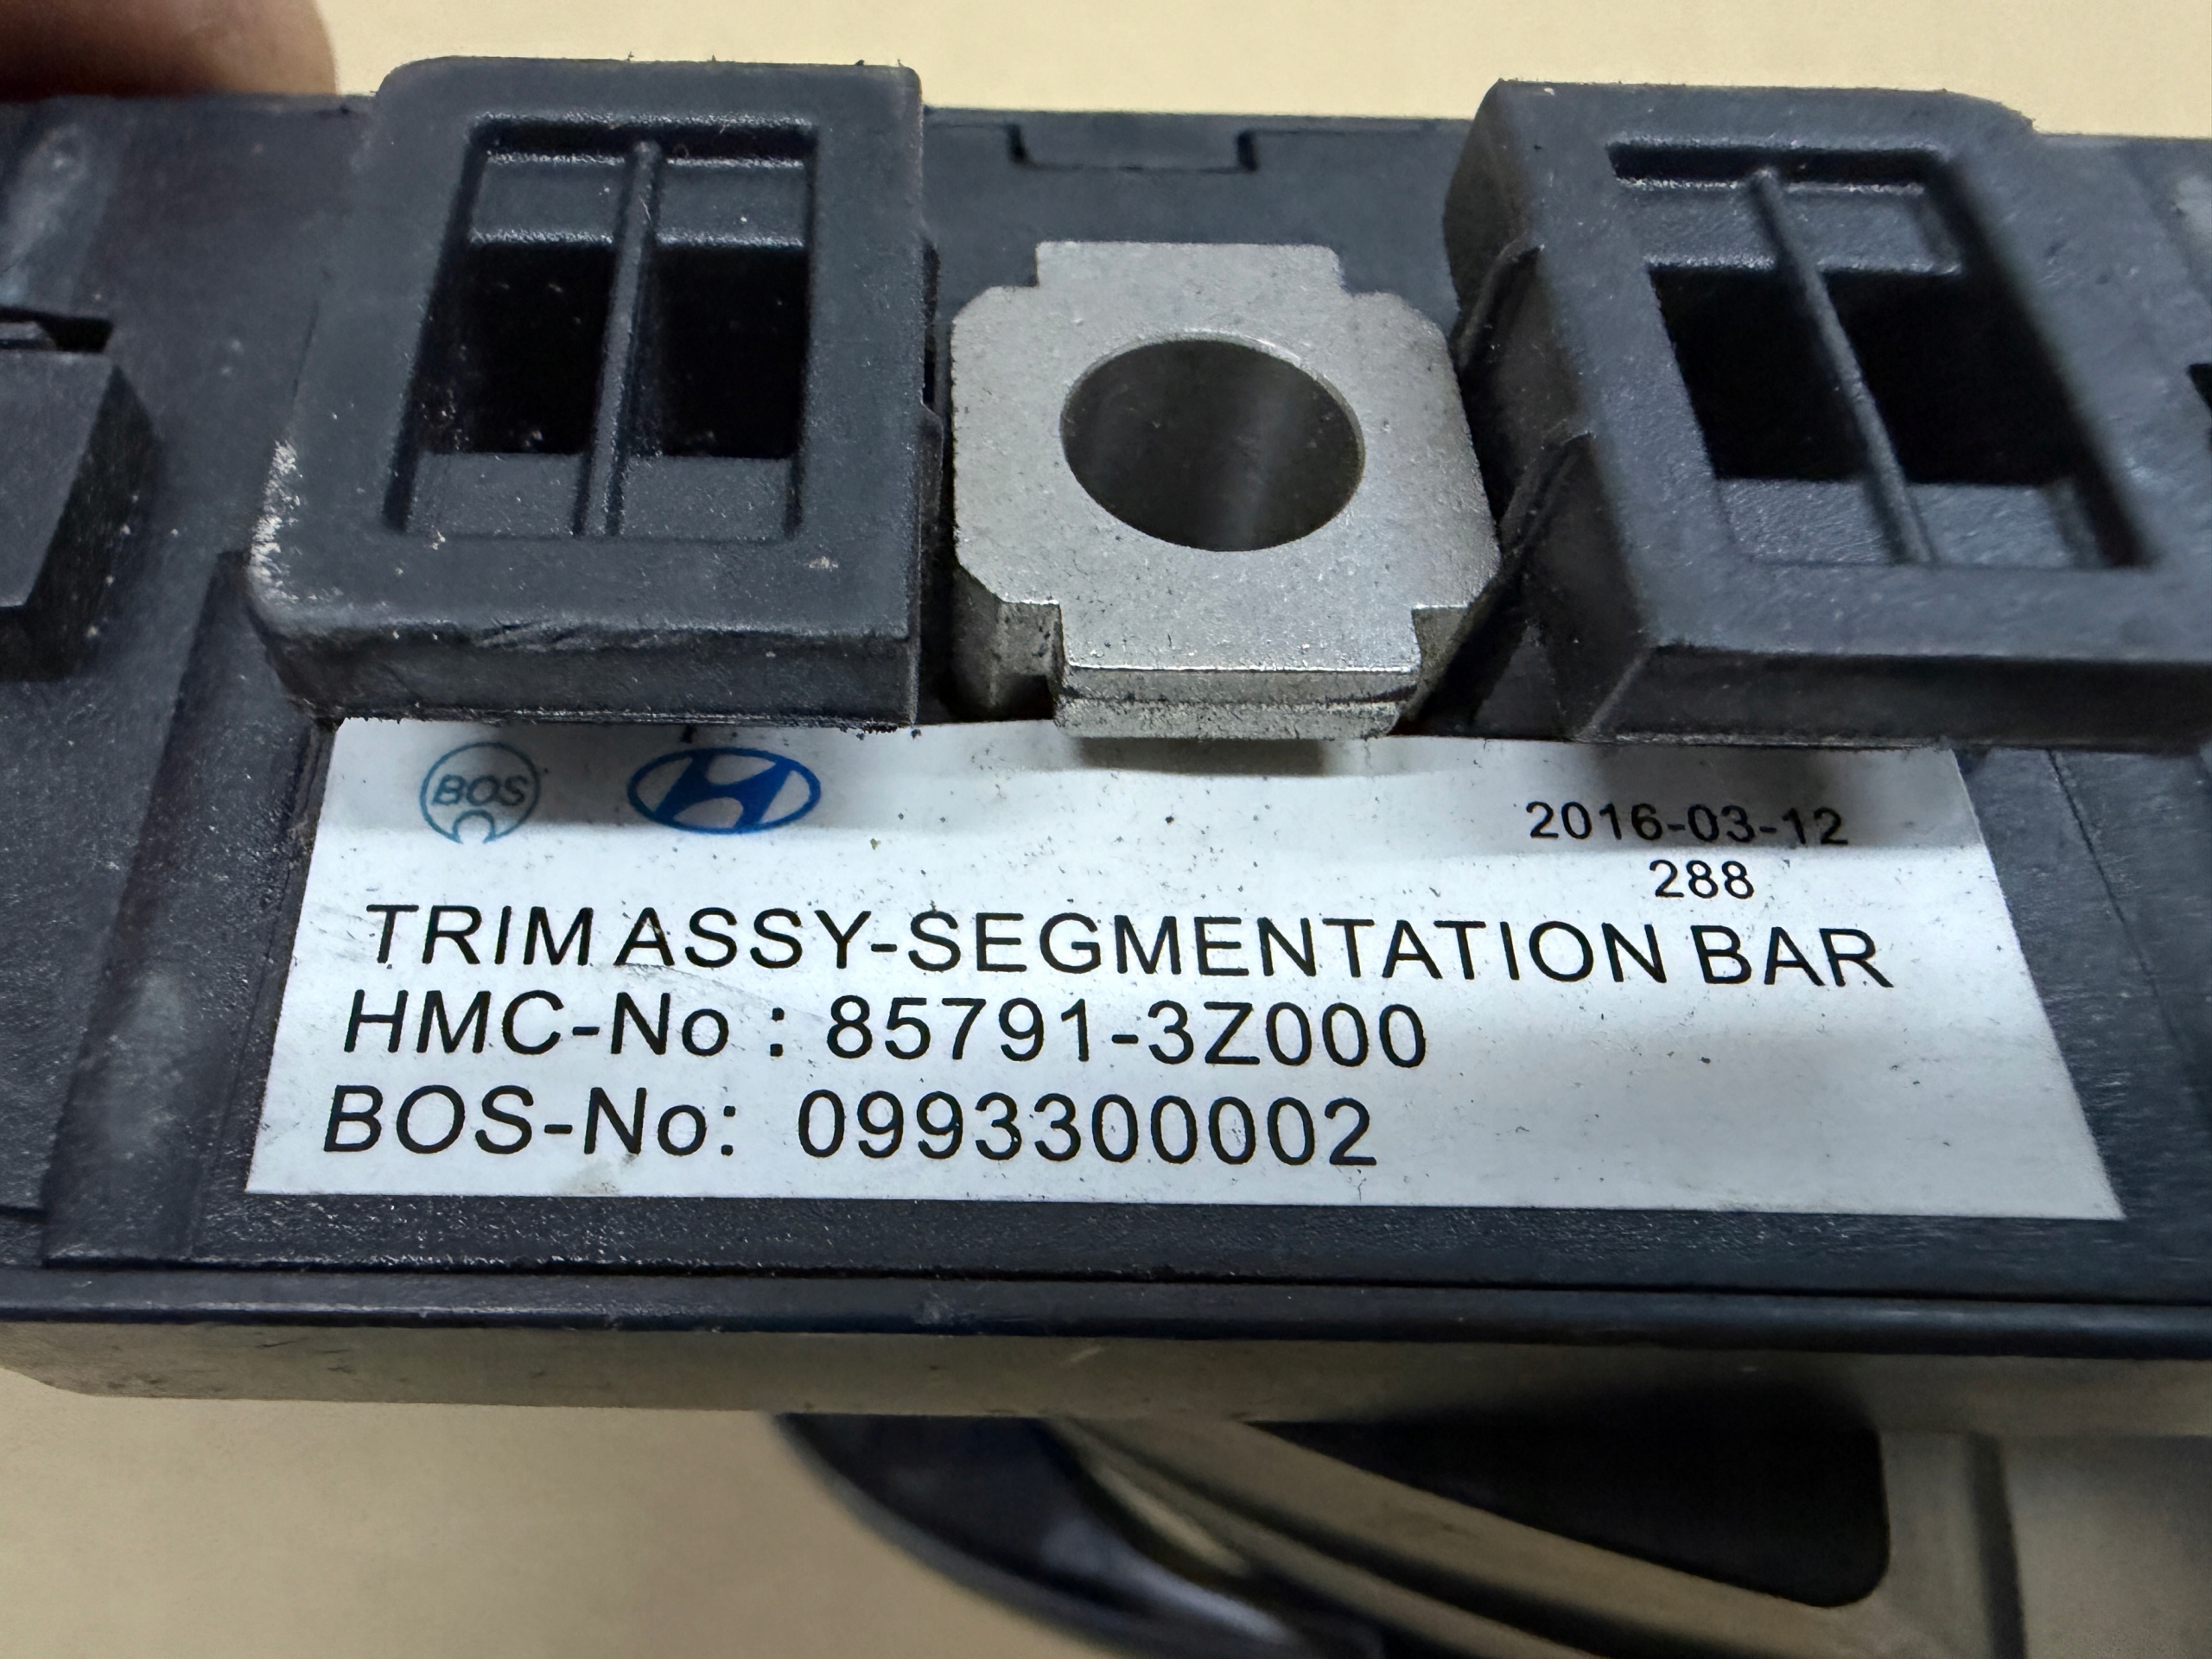 BOS
2016-03-12
288
TRIM ASSY-SEGMENTATION BAR
HMC-No : 85791-3Z000
BOS-No: 0993300002